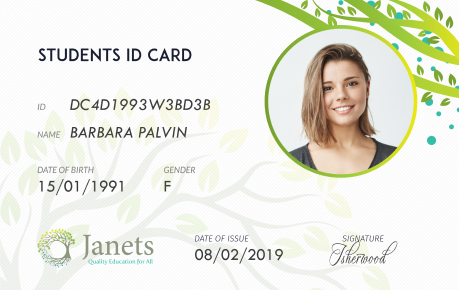 STUDENTS ID CARD
ID DC4D1993W3BD3B
NAME BARBARA PALVIN
DATE OF BIRTH GENDER
15/01/1991 F
Janets
Quality Education for All
DATE OF ISSUE SIGNATURE
08/02/2019 Isherwood